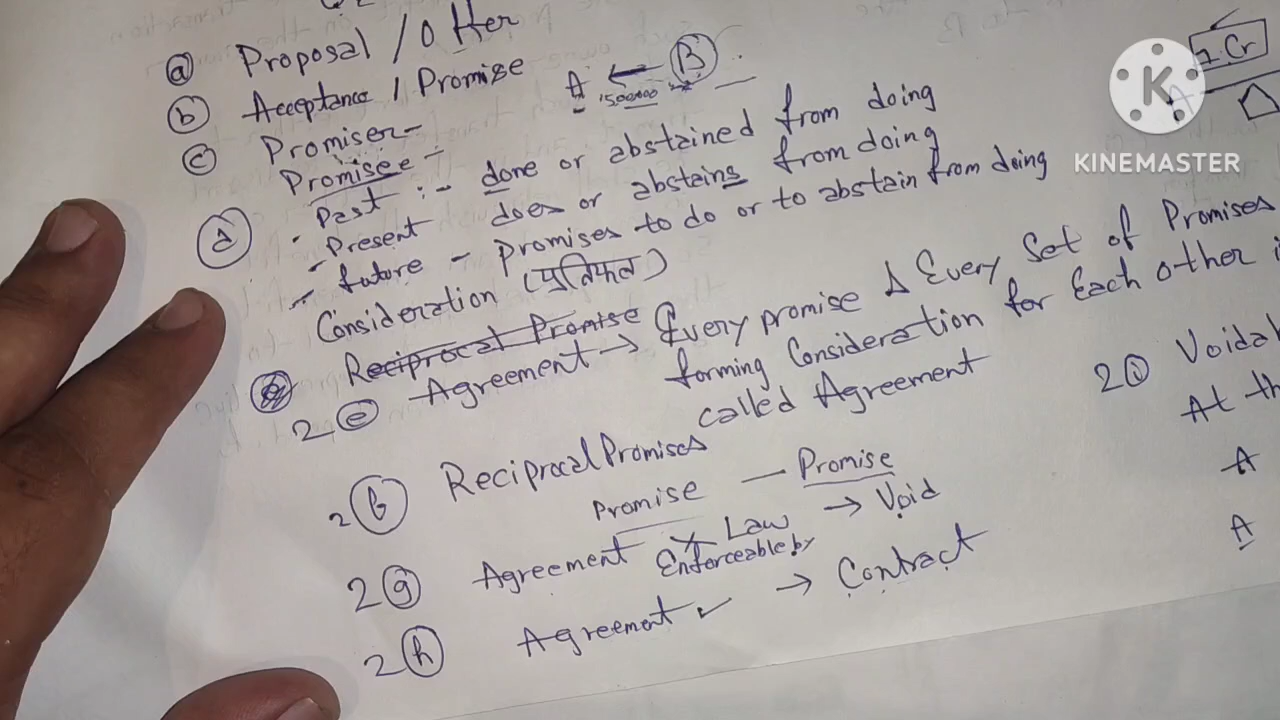 (a) Proposal / Offer
(b) Acceptance / Promise
A ← B
1500000
(c) Promiser -
Promisee -
(d) - Past :- done or abstained from doing
- Present does or abstains from doing
- future - Promises to do or to abstain from doing
Consideration (प्रतिफल)
Reciprocal Promise
2 (e) Agreement → Every promise & Every Set of Promises
forming Consideration for Each other i
called Agreement
2 (f) Reciprocal Promises
Promise — Promise
2 (g) Agreement x Law → Void
Enforceable by
2 (h) Agreement ✓ → Contract
1 Cr
A
2 (i) Voidal
At th
A
A
K
KINEMASTER